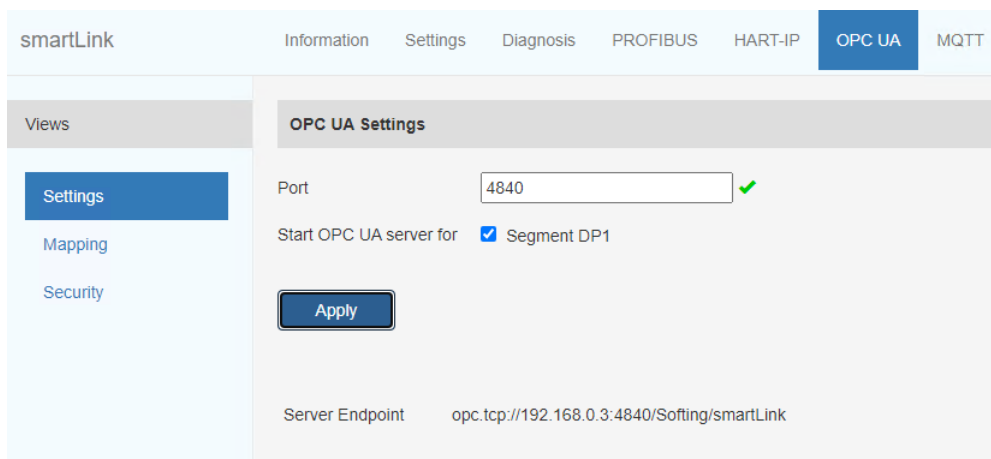 smartLink Information Settings Diagnosis PROFIBUS HART-IP OPC UA MQTT
Views
Settings
Mapping
Security
OPC UA Settings
Port 4840
Start OPC UA server for Segment DP1
Apply
Server Endpoint opc.tcp://192.168.0.3:4840/Softing/smartLink